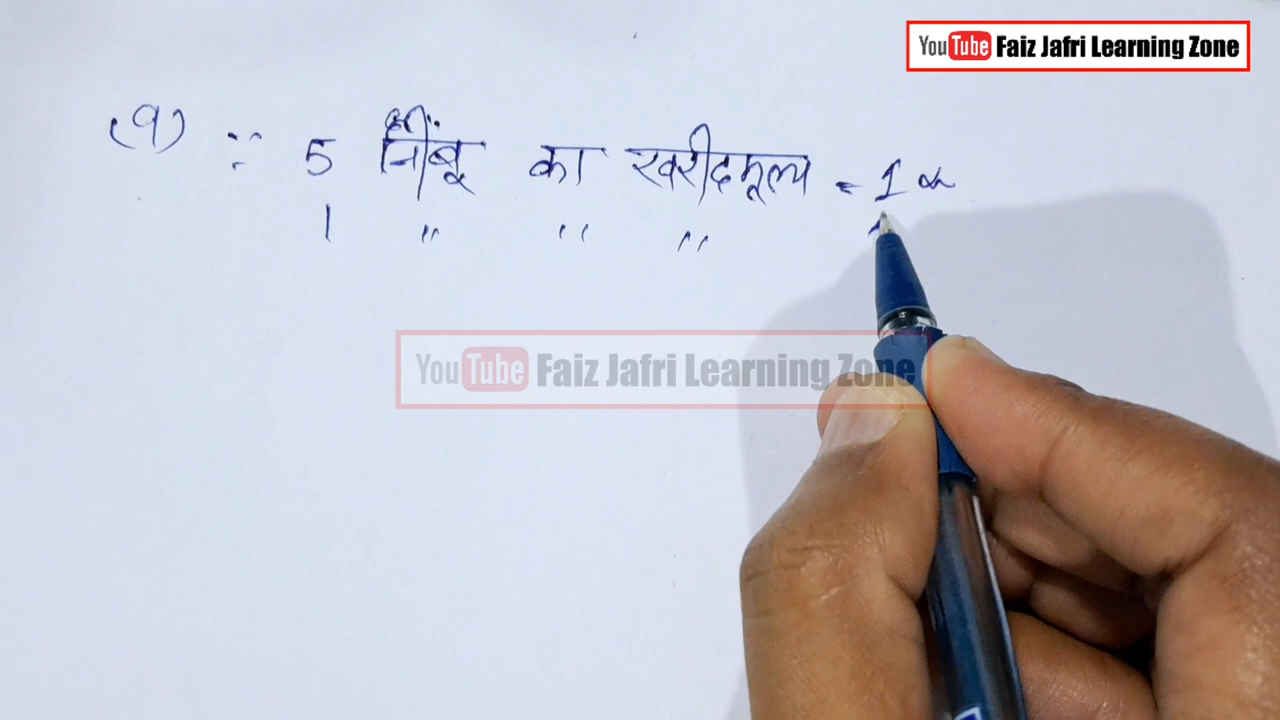 YouTube Faiz Jafri Learning Zone
(9) ∵ 5 नींबू का खरीदमूल्य = 1 रु
1 " " "
YouTube Faiz Jafri Learning Zone